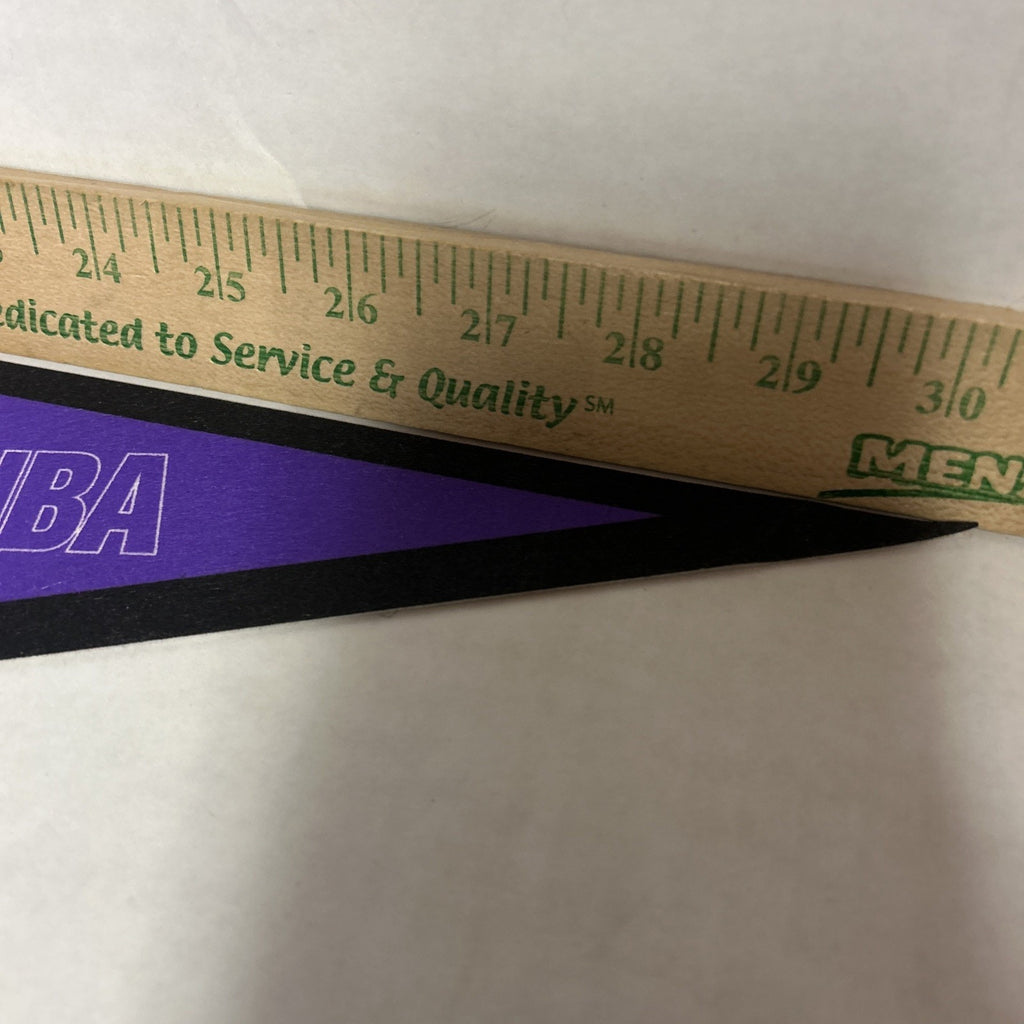 24 25 26 27 28 29 30
edicated to Service & Quality SM
MEN
BA